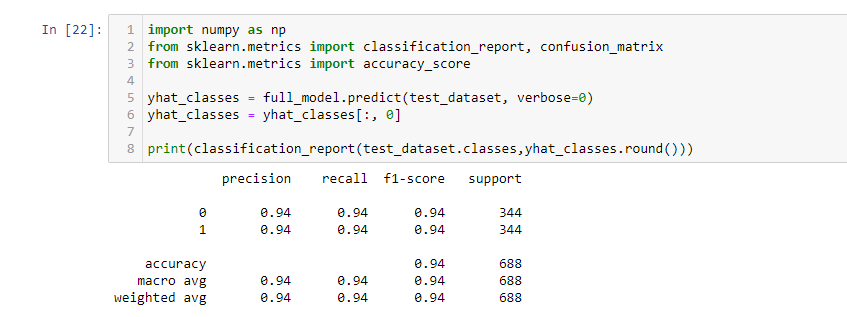 In [22]:
1 import numpy as np
2 from sklearn.metrics import classification_report, confusion_matrix
3 from sklearn.metrics import accuracy_score
4
5 yhat_classes = full_model.predict(test_dataset, verbose=0)
6 yhat_classes = yhat_classes[:, 0]
7
8 print(classification_report(test_dataset.classes,yhat_classes.round()))
precision recall f1-score support
0 0.94 0.94 0.94 344
1 0.94 0.94 0.94 344
accuracy 0.94 688
macro avg 0.94 0.94 0.94 688
weighted avg 0.94 0.94 0.94 688